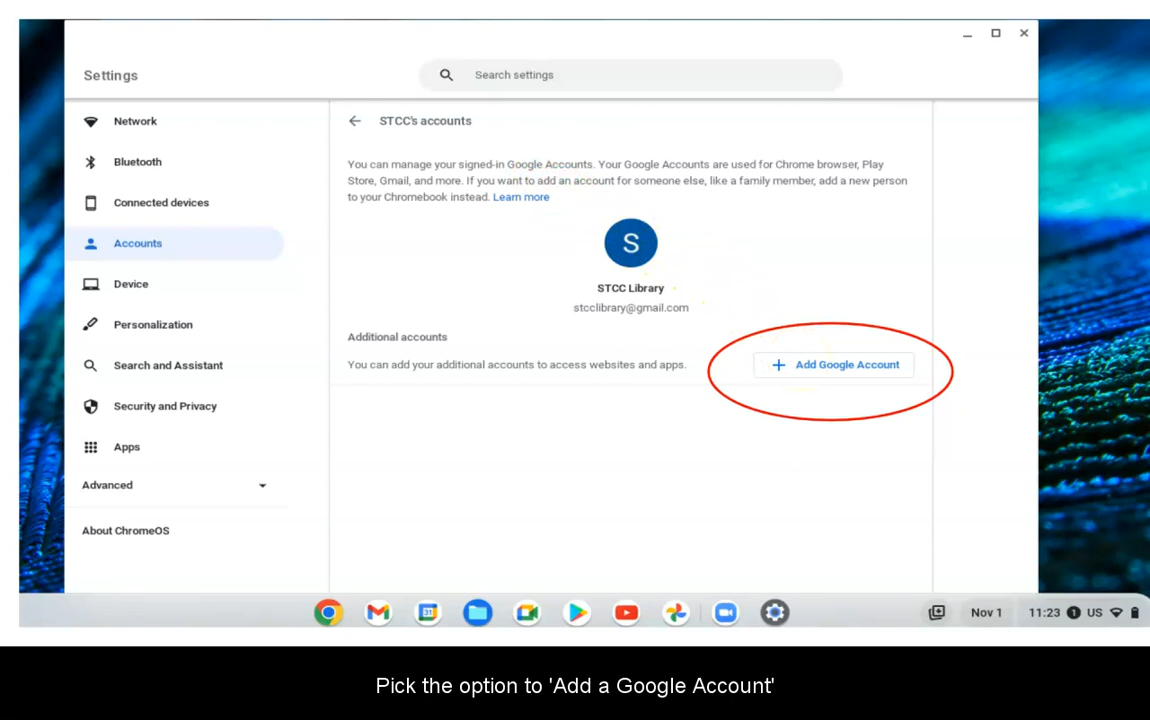 Settings
Search settings
Network
Bluetooth
Connected devices
Accounts
Device
Personalization
Search and Assistant
Security and Privacy
Apps
Advanced
About ChromeOS
STCC's accounts
You can manage your signed-in Google Accounts. Your Google Accounts are used for Chrome browser, Play
Store, Gmail, and more. If you want to add an account for someone else, like a family member, add a new person
to your Chromebook instead. Learn more
S
STCC Library
stcclibrary@gmail.com
Additional accounts
You can add your additional accounts to access websites and apps.
Add Google Account
31
Nov 1
11:23 1 US
Pick the option to 'Add a Google Account'